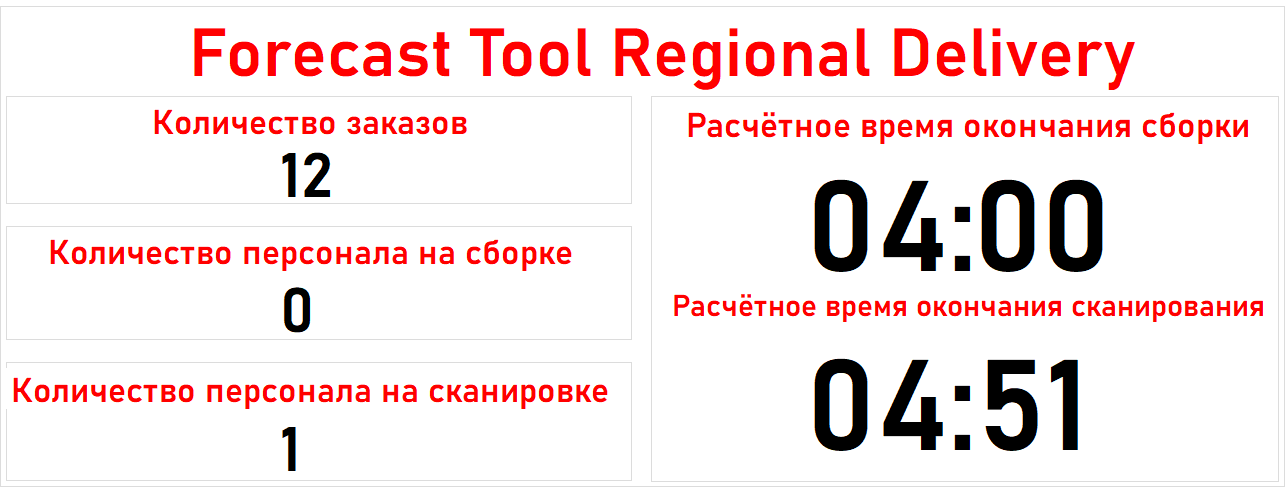 Forecast Tool Regional Delivery
Количество заказов
12
Количество персонала на сборке
0
Количество персонала на сканировке
1
Расчётное время окончания сборки
04:00
Расчётное время окончания сканирования
04:51